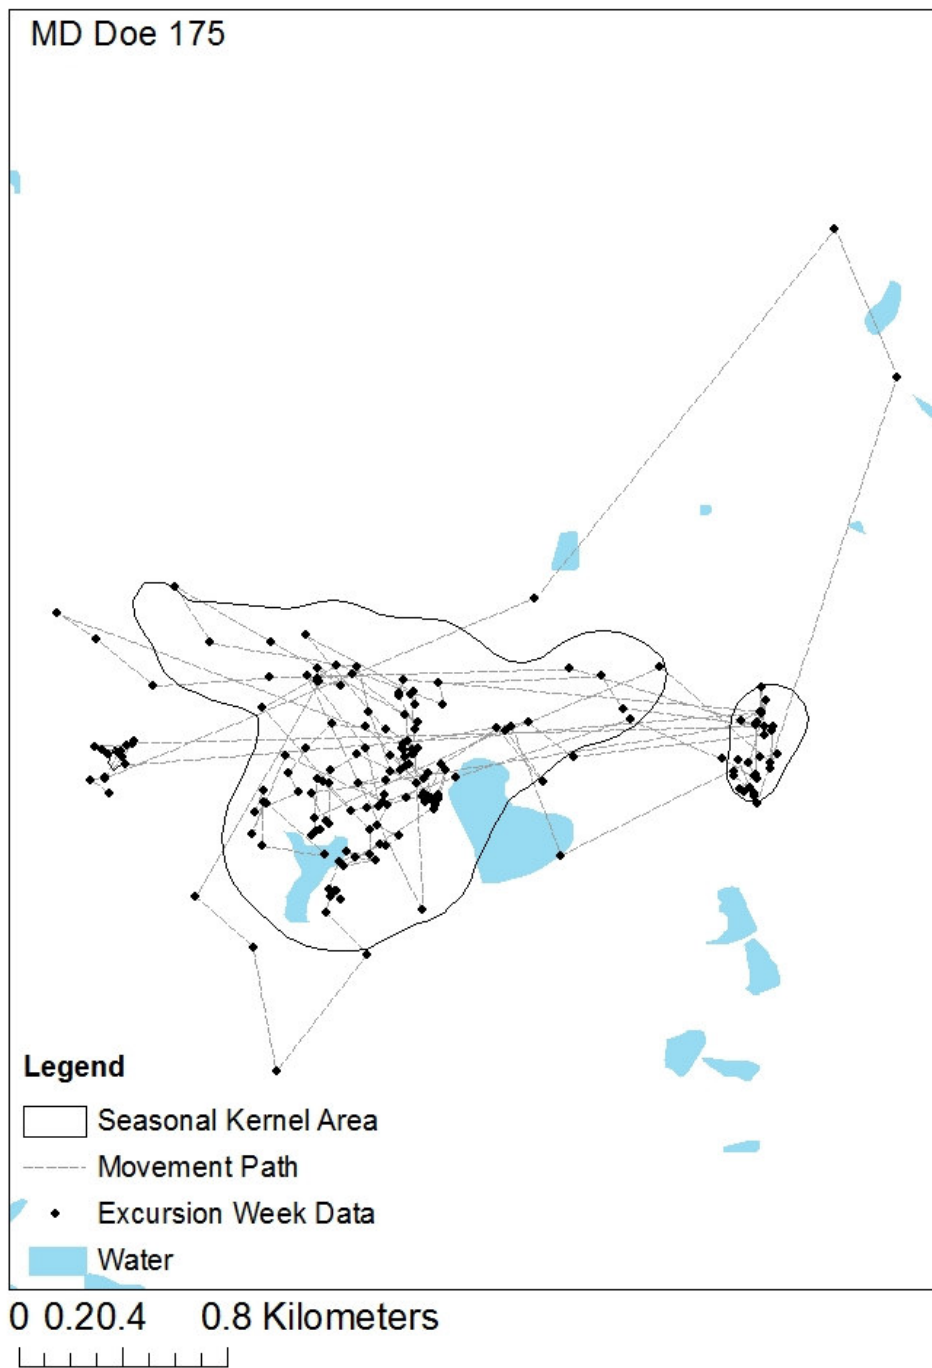 MD Doe 175
Legend
Seasonal Kernel Area
Movement Path
Excursion Week Data
Water
0 0.20.4 0.8 Kilometers